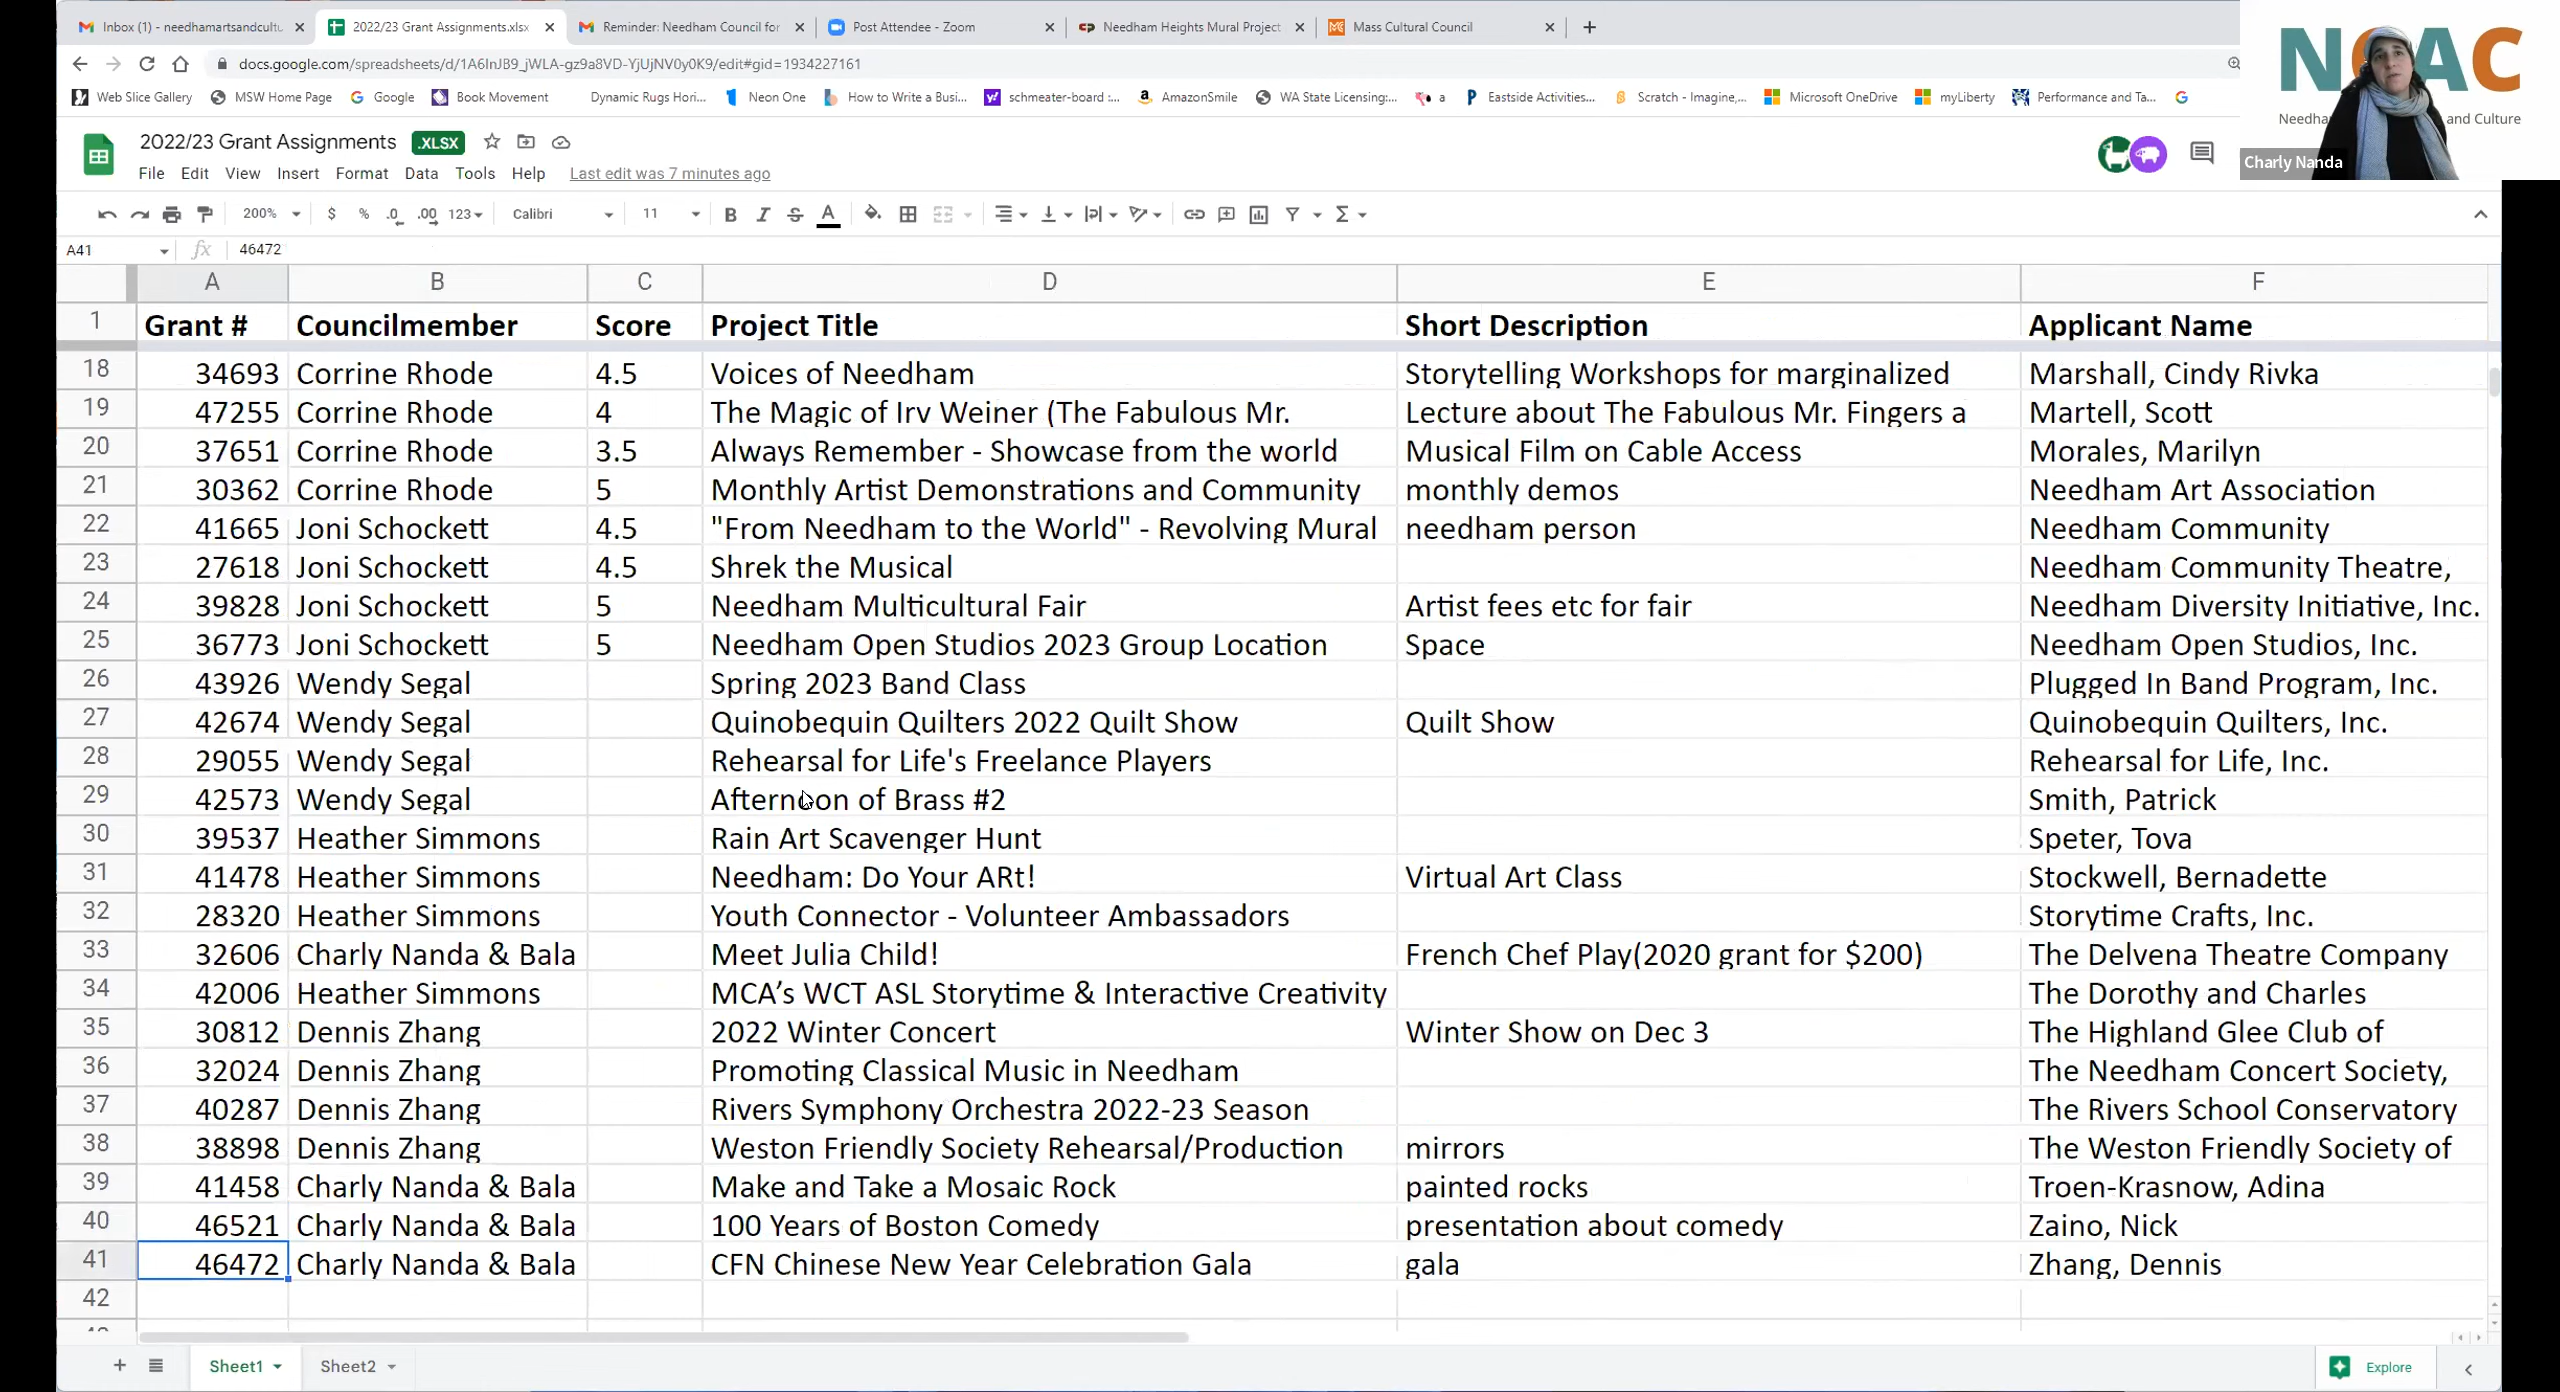 Inbox (1) - needhamartsandcultu
2022/23 Grant Assignments.xlsx
Reminder: Needham Council for
Post Attendee - Zoom
Needham Heights Mural Project
Mass Cultural Council
docs.google.com/spreadsheets/d/1A6InJB9_jWLA-gz9a8VD-YjUjNV0y0K9/edit#gid=1934227161
Web Slice Gallery MSW Home Page Google Book Movement Dynamic Rugs Hori... Neon One How to Write a Busi... schmeater-board :... AmazonSmile WA State Licensing:... a Eastside Activities... Scratch - Imagine,... Microsoft OneDrive myLiberty Performance and Ta...
NCAC
and Culture
Charly Nanda
2022/23 Grant Assignments .XLSX
File Edit View Insert Format Data Tools Help Last edit was 7 minutes ago
200% $ % .0 .00 123 Calibri 11 B I S A
A41 fx 46472
A B C D E F
1 Grant # Councilmember Score Project Title Short Description Applicant Name
18 34693 Corrine Rhode 4.5 Voices of Needham Storytelling Workshops for marginalized Marshall, Cindy Rivka
19 47255 Corrine Rhode 4 The Magic of Irv Weiner (The Fabulous Mr. Lecture about The Fabulous Mr. Fingers a Martell, Scott
20 37651 Corrine Rhode 3.5 Always Remember - Showcase from the world Musical Film on Cable Access Morales, Marilyn
21 30362 Corrine Rhode 5 Monthly Artist Demonstrations and Community monthly demos Needham Art Association
22 41665 Joni Schockett 4.5 "From Needham to the World" - Revolving Mural needham person Needham Community
23 27618 Joni Schockett 4.5 Shrek the Musical Needham Community Theatre,
24 39828 Joni Schockett 5 Needham Multicultural Fair Artist fees etc for fair Needham Diversity Initiative, Inc.
25 36773 Joni Schockett 5 Needham Open Studios 2023 Group Location Space Needham Open Studios, Inc.
26 43926 Wendy Segal Spring 2023 Band Class Plugged In Band Program, Inc.
27 42674 Wendy Segal Quinobequin Quilters 2022 Quilt Show Quilt Show Quinobequin Quilters, Inc.
28 29055 Wendy Segal Rehearsal for Life's Freelance Players Rehearsal for Life, Inc.
29 42573 Wendy Segal Afternoon of Brass #2 Smith, Patrick
30 39537 Heather Simmons Rain Art Scavenger Hunt Speter, Tova
31 41478 Heather Simmons Needham: Do Your ARt! Virtual Art Class Stockwell, Bernadette
32 28320 Heather Simmons Youth Connector - Volunteer Ambassadors Storytime Crafts, Inc.
33 32606 Charly Nanda & Bala Meet Julia Child! French Chef Play(2020 grant for $200) The Delvena Theatre Company
34 42006 Heather Simmons MCA’s WCT ASL Storytime & Interactive Creativity The Dorothy and Charles
35 30812 Dennis Zhang 2022 Winter Concert Winter Show on Dec 3 The Highland Glee Club of
36 32024 Dennis Zhang Promoting Classical Music in Needham The Needham Concert Society,
37 40287 Dennis Zhang Rivers Symphony Orchestra 2022-23 Season The Rivers School Conservatory
38 38898 Dennis Zhang Weston Friendly Society Rehearsal/Production mirrors The Weston Friendly Society of
39 41458 Charly Nanda & Bala Make and Take a Mosaic Rock painted rocks Troen-Krasnow, Adina
40 46521 Charly Nanda & Bala 100 Years of Boston Comedy presentation about comedy Zaino, Nick
41 46472 Charly Nanda & Bala CFN Chinese New Year Celebration Gala gala Zhang, Dennis
42
Sheet1 Sheet2 Explore